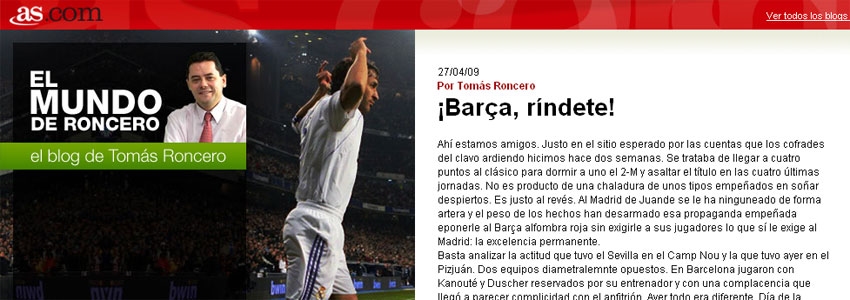 as.com
Ver todos los blogs
EL
MUNDO
DE RONCERO
el blog de Tomás Roncero
bwin
27/04/09
Por Tomàs Roncero
¡Barça, ríndete!
Ahí estamos amigos. Justo en el sitio esperado por las cuentas que los cofrades
del clavo ardiendo hicimos hace dos semanas. Se trataba de llegar a cuatro
puntos al clásico para dormir a uno el 2-M y asaltar el título en las cuatro últimas
jornadas. No es producto de una chaladura de unos tipos empeñados en soñar
despiertos. Es justo al revés. Al Madrid de Juande se le ha ninguneado de forma
artera y el peso de los hechos han desarmado esa propaganda empeñada
eponerle al Barça alfombra roja sin exigirle a sus jugadores lo que sí le exige al
Madrid: la excelencia permanente.
Basta analizar la actitud que tuvo el Sevilla en el Camp Nou y la que tuvo ayer en el
Pizjuán. Dos equipos diametralemnte opuestos. En Barcelona jugaron con
Kanouté y Duscher reservados por su entrenador y con una complacencia que
llegó a parecer complicidad con el anfitrión. Ayer todo era diferente. Día de la